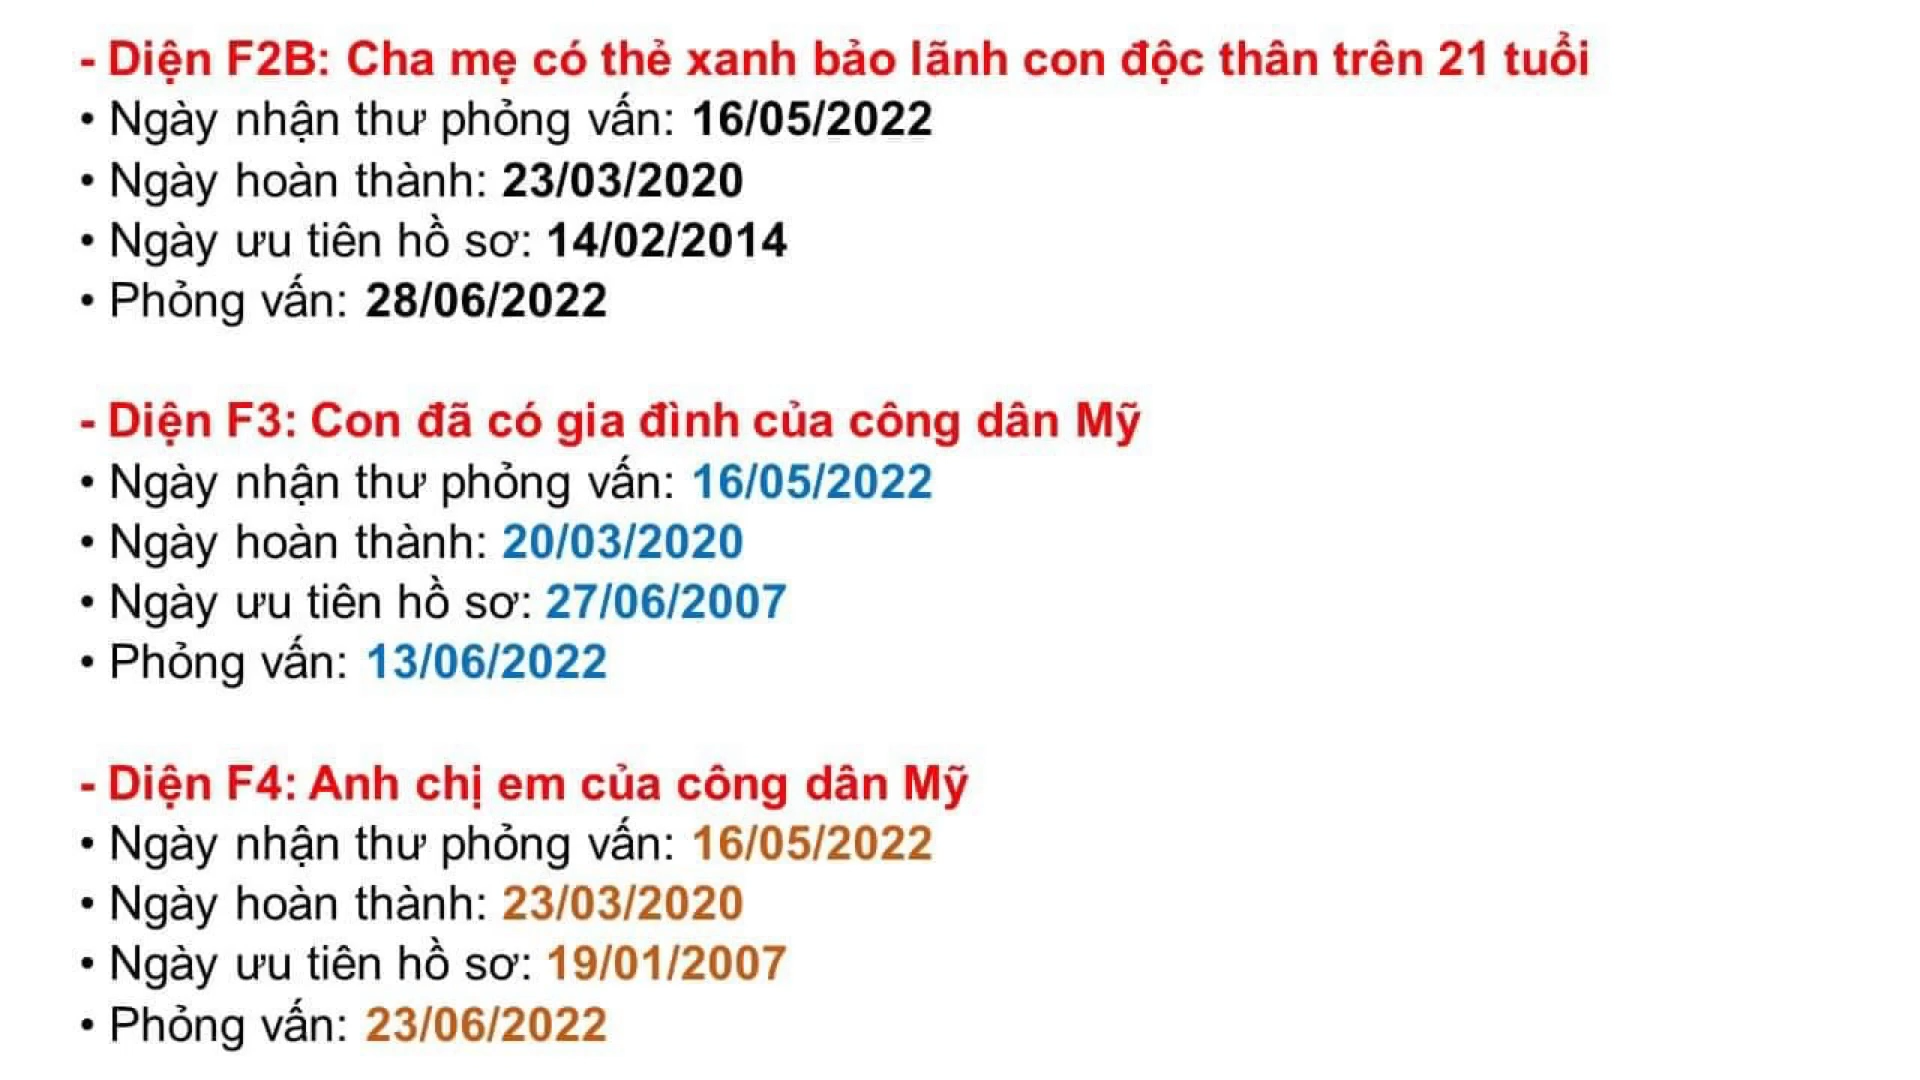 - Diện F2B: Cha mẹ có thẻ xanh bảo lãnh con độc thân trên 21 tuổi
• Ngày nhận thư phỏng vấn: 16/05/2022
• Ngày hoàn thành: 23/03/2020
• Ngày ưu tiên hồ sơ: 14/02/2014
• Phỏng vấn: 28/06/2022
- Diện F3: Con đã có gia đình của công dân Mỹ
• Ngày nhận thư phỏng vấn: 16/05/2022
• Ngày hoàn thành: 20/03/2020
• Ngày ưu tiên hồ sơ: 27/06/2007
• Phỏng vấn: 13/06/2022
- Diện F4: Anh chị em của công dân Mỹ
• Ngày nhận thư phỏng vấn: 16/05/2022
• Ngày hoàn thành: 23/03/2020
• Ngày ưu tiên hồ sơ: 19/01/2007
• Phỏng vấn: 23/06/2022